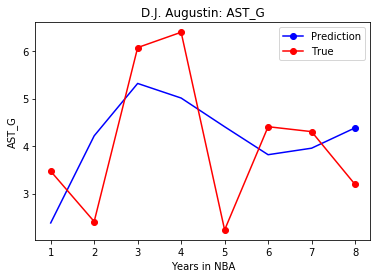 D.J. Augustin: AST_G
Prediction
True
6
5
4
3
AST_G
1 2 3 4 5 6 7 8
Years in NBA